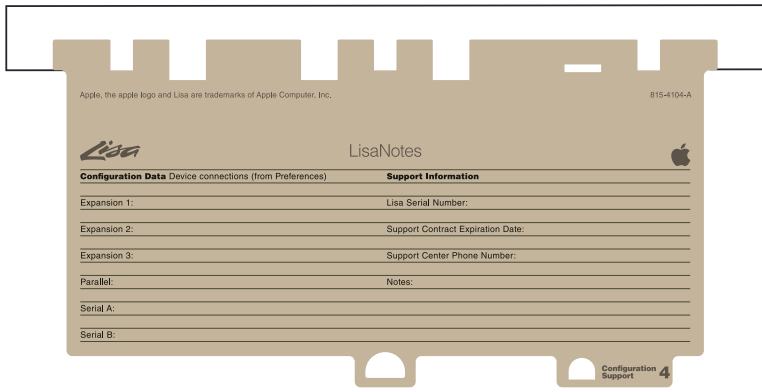 Apple, the apple logo and Lisa are trademarks of Apple Computer, Inc.
815-4104-A
Lisa
LisaNotes
Configuration Data Device connections (from Preferences)
Support Information
Expansion 1:
Lisa Serial Number:
Expansion 2:
Support Contract Expiration Date:
Expansion 3:
Support Center Phone Number:
Parallel:
Notes:
Serial A:
Serial B:
Configuration
Support
4